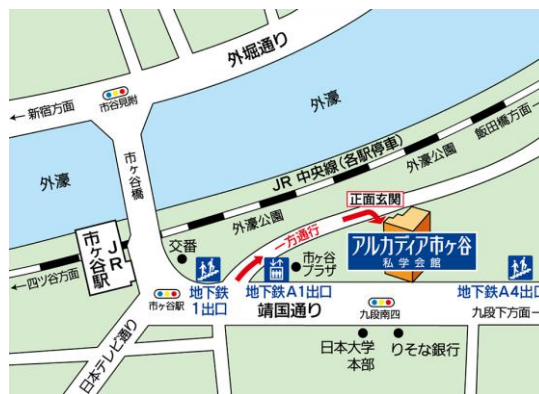 外堀通り
←新宿方面
市谷見附
外濠
飯田橋方面→
外濠公園
JR 中央線(各駅停車)
市ヶ谷橋
外濠
正面玄関
外濠公園
一方通行
アルカディア市ヶ谷
私学会館
JR
市ヶ谷駅
交番
←四ツ谷方面
市ヶ谷
プラザ
地下鉄
1出口
地下鉄A1出口
地下鉄A4出口
市ヶ谷駅
靖国通り
九段南四
九段下方面→
日本テレビ通り
日本大学
本部
りそな銀行